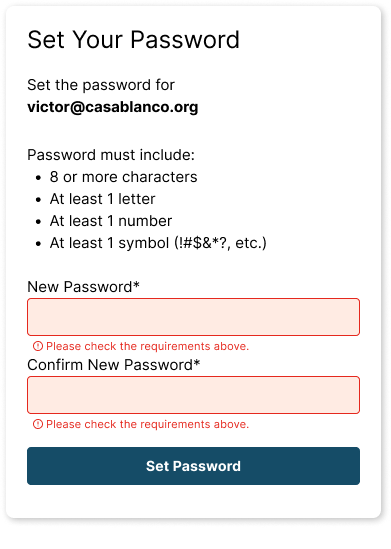 Set Your Password
Set the password for
victor@casablanco.org
Password must include:
• 8 or more characters
• At least 1 letter
• At least 1 number
• At least 1 symbol (!#$&*?, etc.)
New Password*
Please check the requirements above.
Confirm New Password*
Please check the requirements above.
Set Password